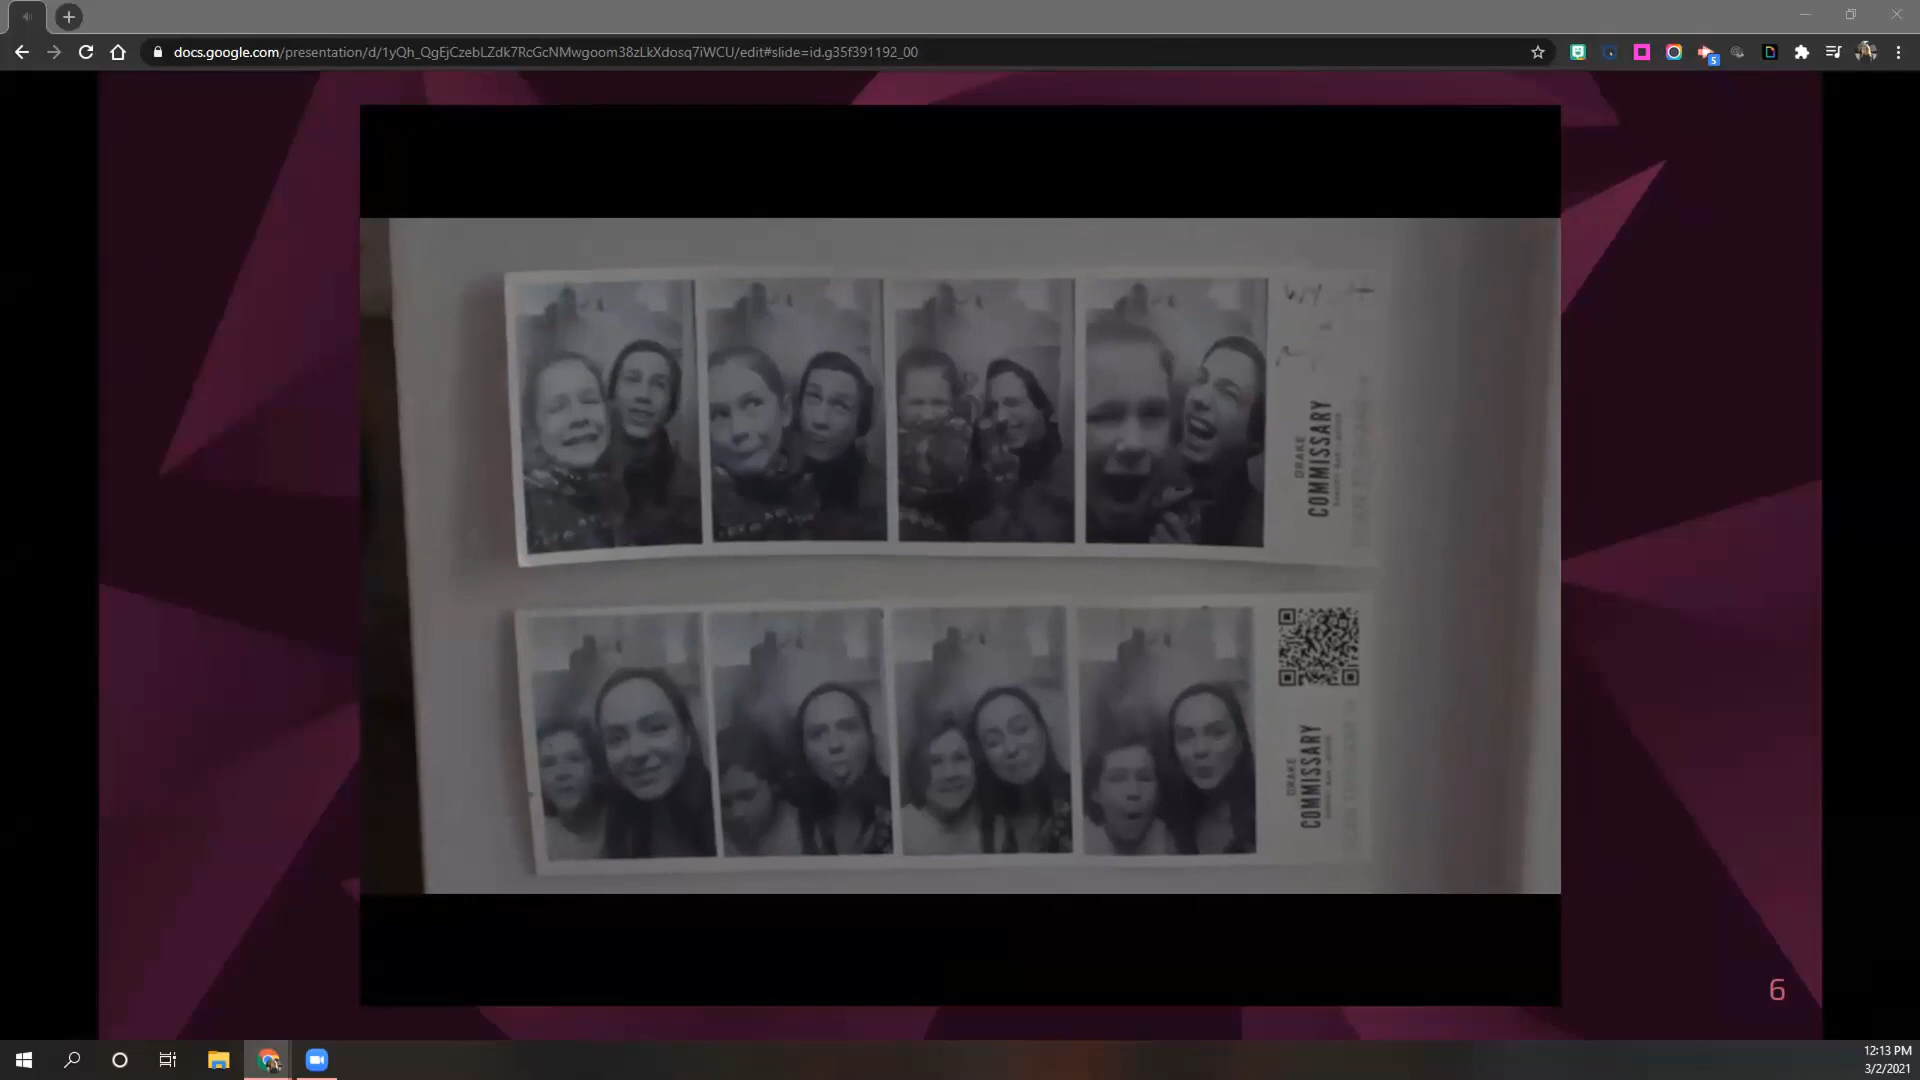 docs.google.com/presentation/d/1yQh_QgEjCzebLZdk7RcGcNMwgoom38zLkXdosq7iWCU/edit#slide=id.g35f391192_00
5
DRAKE
COMMISSARY
DRAKE
COMMISSARY
6
12:13 PM
3/2/2021